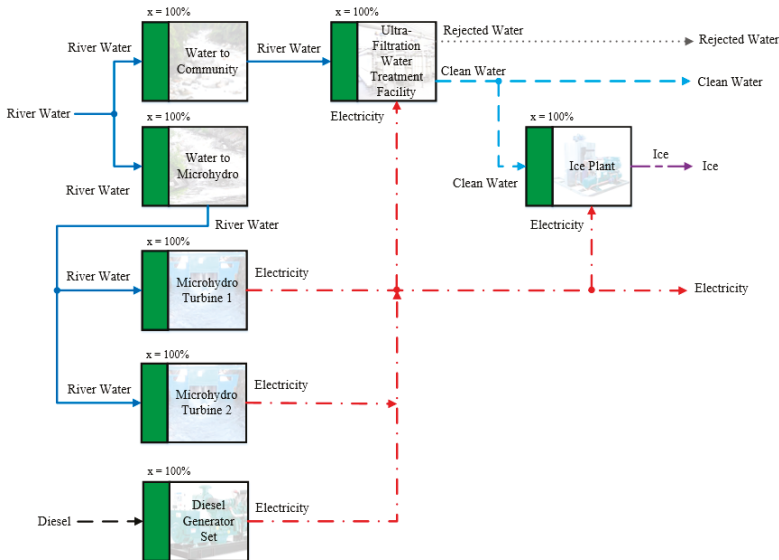 x = 100%
x = 100%
River Water
Water to
Community
River Water
Ultra-
Filtration
Water
Treatment
Facility
Rejected Water
Rejected Water
Clean Water
Clean Water
River Water
x = 100%
Electricity
x = 100%
River Water
Water to
Microhydro
Clean Water
Ice Plant
Ice
Ice
River Water
Electricity
x = 100%
River Water
Microhydro
Turbine 1
Electricity
Electricity
x = 100%
River Water
Microhydro
Turbine 2
Electricity
x = 100%
Diesel
Diesel
Generator
Set
Electricity